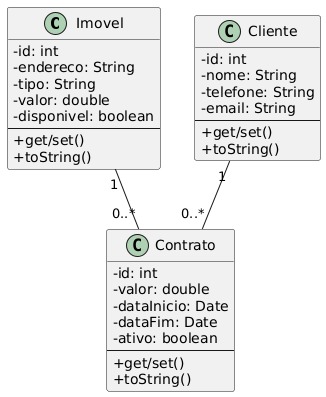 C Imovel
-id: int
-endereco: String
-tipo: String
-valor: double
-disponivel: boolean
+get/set()
+toString()
C Cliente
-id: int
-nome: String
-telefone: String
-email: String
+get/set()
+toString()
1
0..*
1
0..*
C Contrato
-id: int
-valor: double
-dataInicio: Date
-dataFim: Date
-ativo: boolean
+get/set()
+toString()